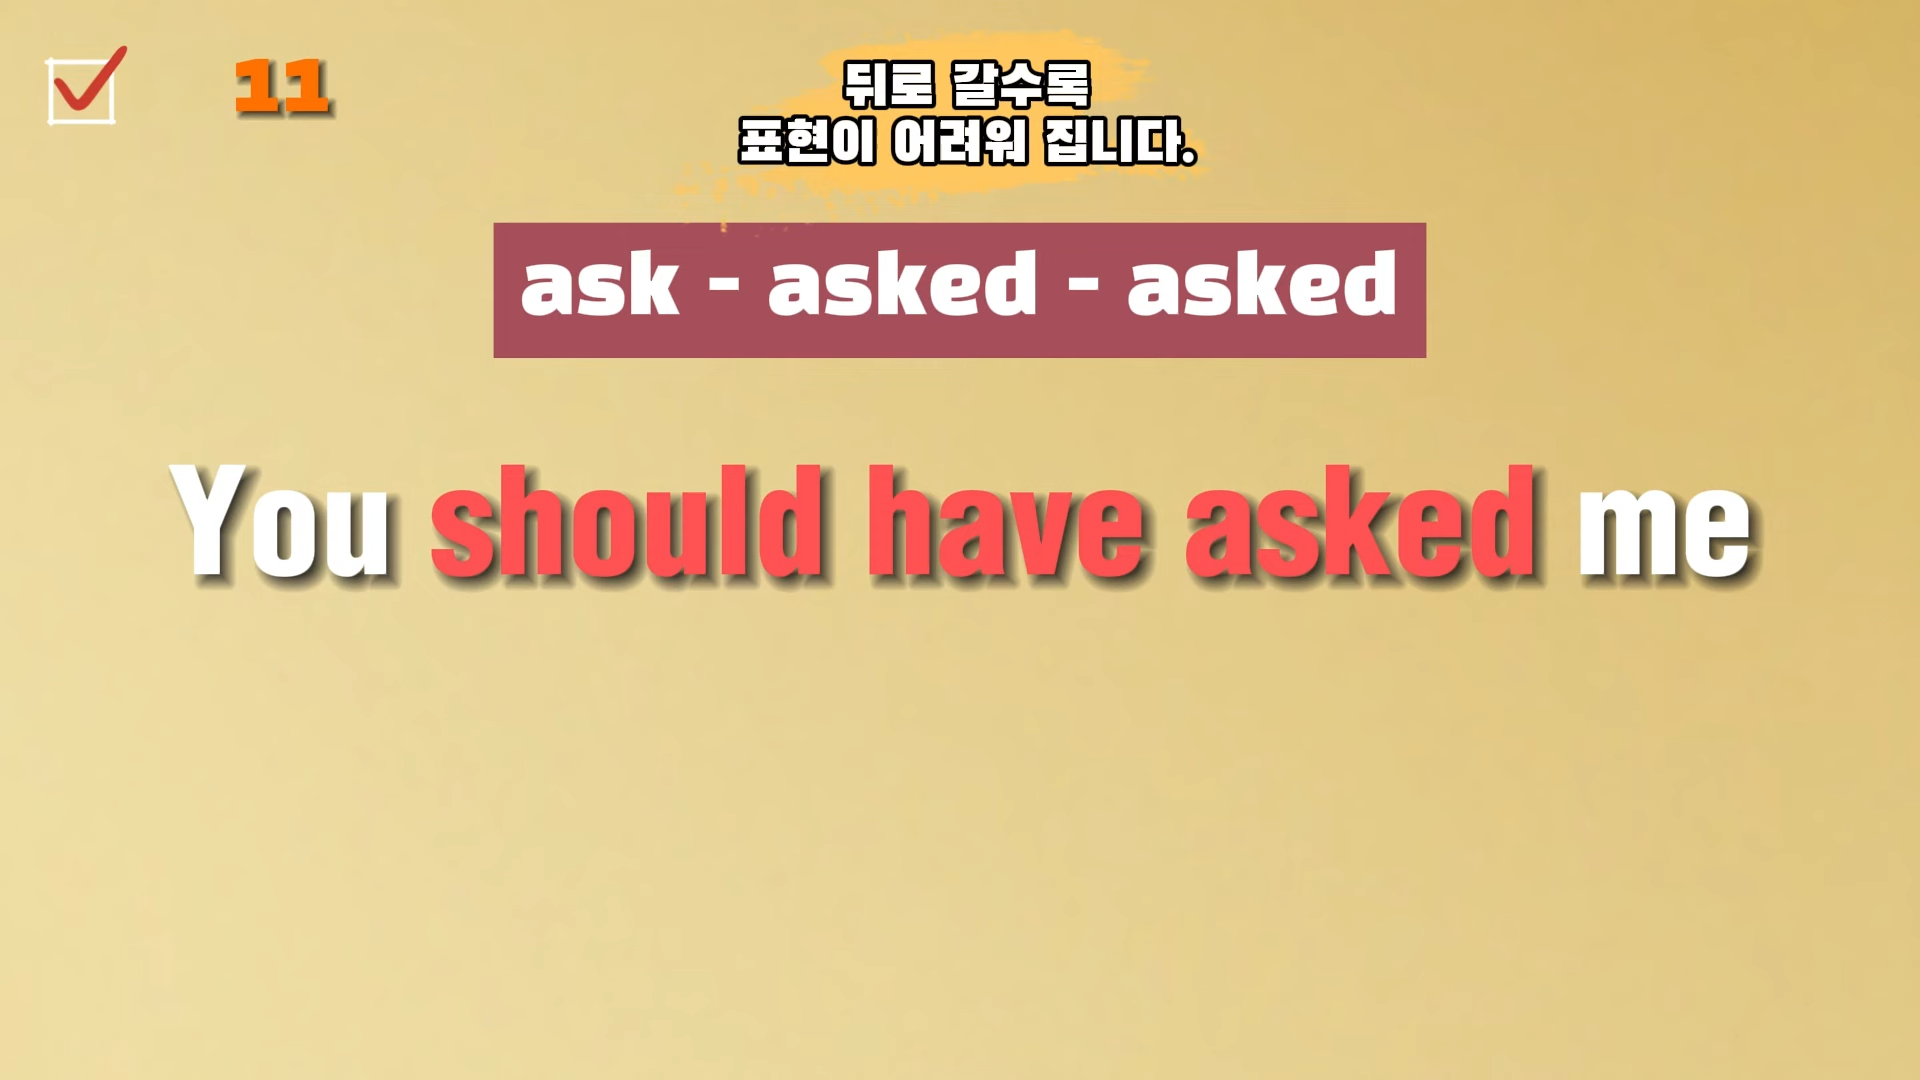 11
뒤로 갈수록
표현이 어려워 집니다.
ask - asked - asked
You should have asked me